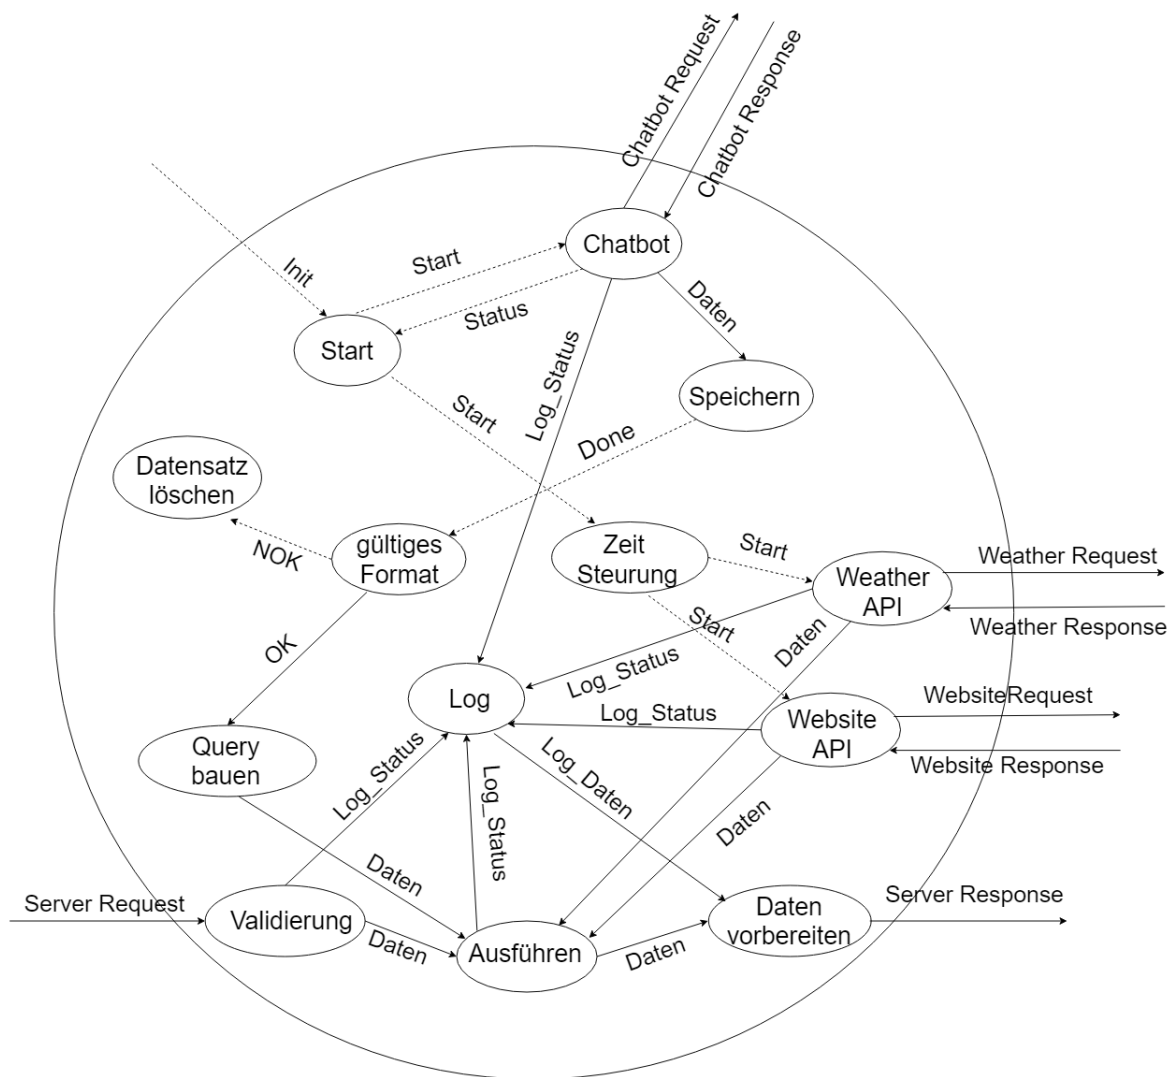 Chatbot Request
Chatbot Response
Chatbot
Init
Start
Status
Daten
Start
Log_Status
Speichern
Start
Done
Datensatz
löschen
NOK
gültiges
Format
Zeit
Steurung
Start
Weather
API
Weather Request
Weather Response
Start
Daten
OK
Log_Status
Log
Log_Status
Website
API
WebsiteRequest
Website Response
Query
bauen
Log_Status
Log_Status
Log_Daten
Daten
Daten
Server Request
Validierung
Daten
Ausführen
Daten
Daten
vorbereiten
Server Response